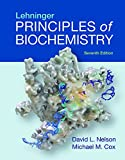 Lehninger
PRINCIPLES of
BIOCHEMISTRY
Seventh Edition
David L. Nelson
Michael M. Cox